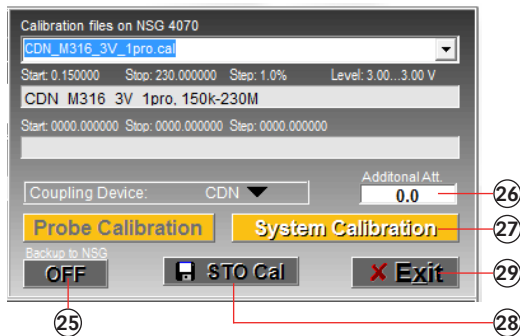 Calibration files on NSG 4070
CDN_M316_3V_1pro.cal
Start: 0.150000 Stop: 230.000000 Step: 1.0% Level: 3.00...3.00 V
CDN M316 3V 1pro, 150k-230M
Start: 0000.000000 Stop: 0000.000000 Step: 0000.000000
Additonal Att.
Coupling Device: CDN 0.0 26
Probe Calibration System Calibration 27
Backup to NSG
OFF STO Cal Exit 29
25 28